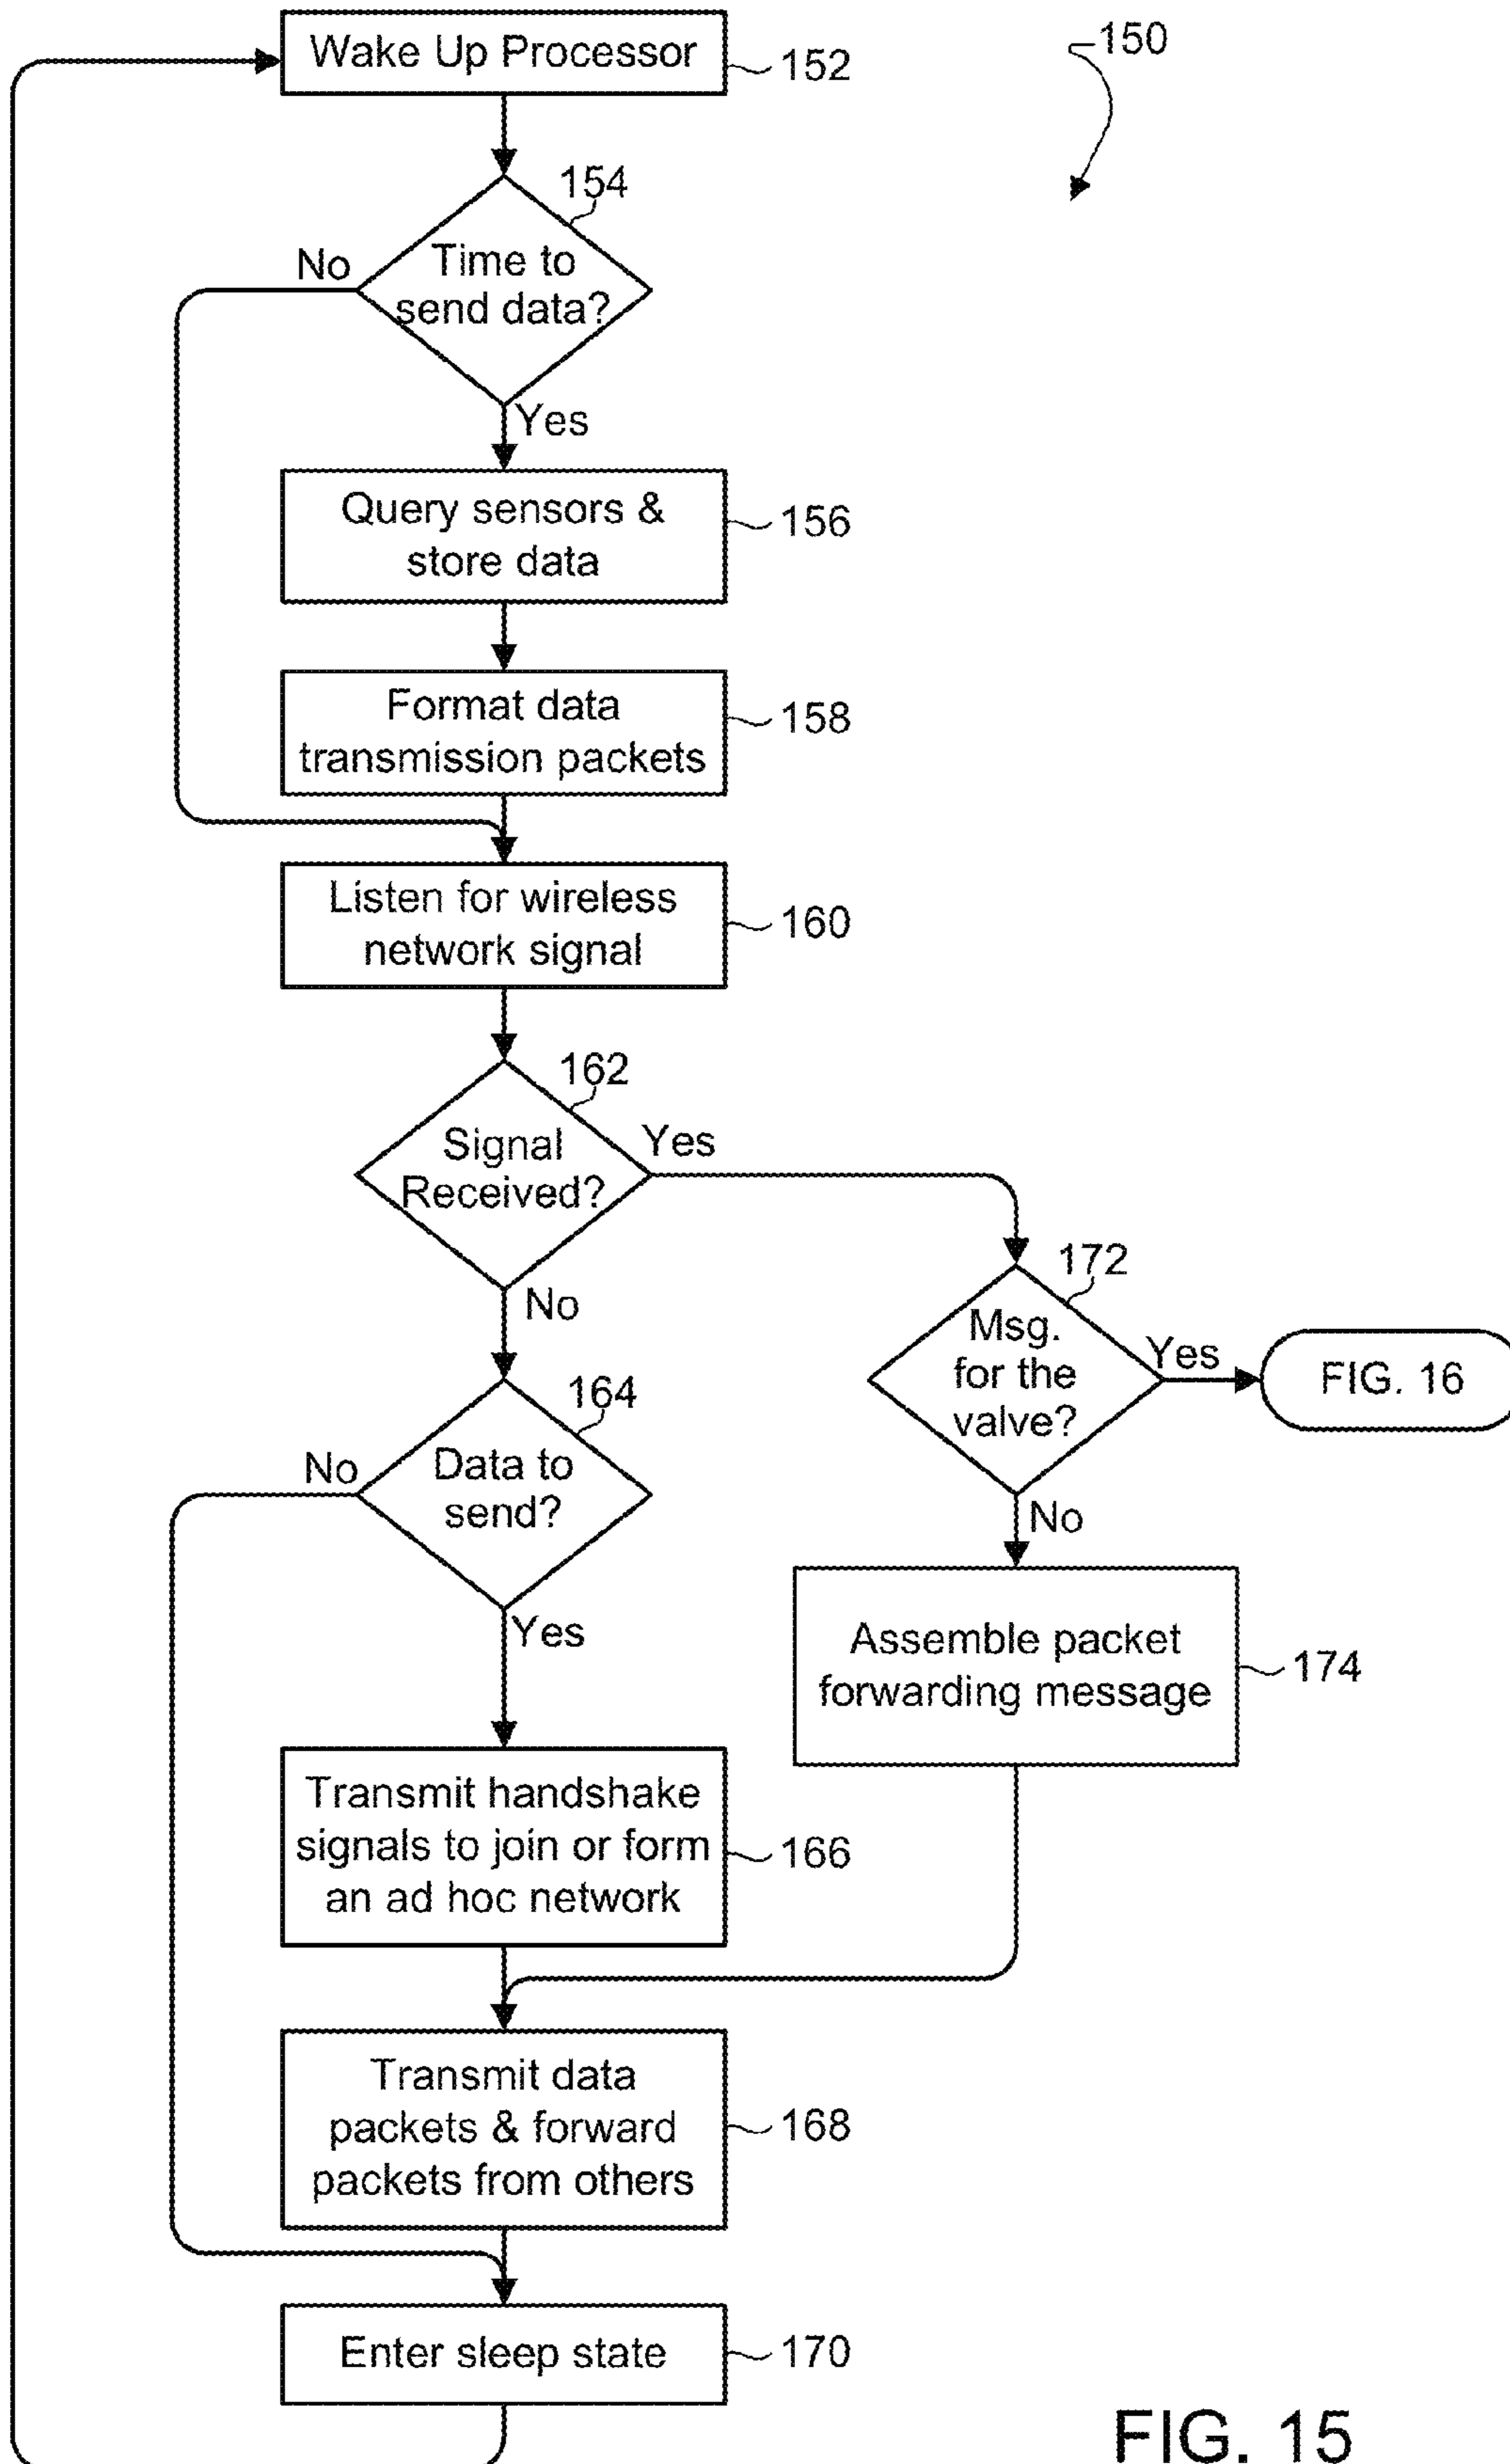 Wake Up Processor
152
150
154
Time to
send data?
No
Yes
Query sensors &
store data
156
Format data
transmission packets
158
Listen for wireless
network signal
160
162
Signal
Received?
Yes
No
172
Msg.
for the
valve?
Yes
FIG. 16
No
164
Data to
send?
No
Yes
Assemble packet
forwarding message
174
Transmit handshake
signals to join or form
an ad hoc network
166
Transmit data
packets & forward
packets from others
168
Enter sleep state
170
FIG. 15